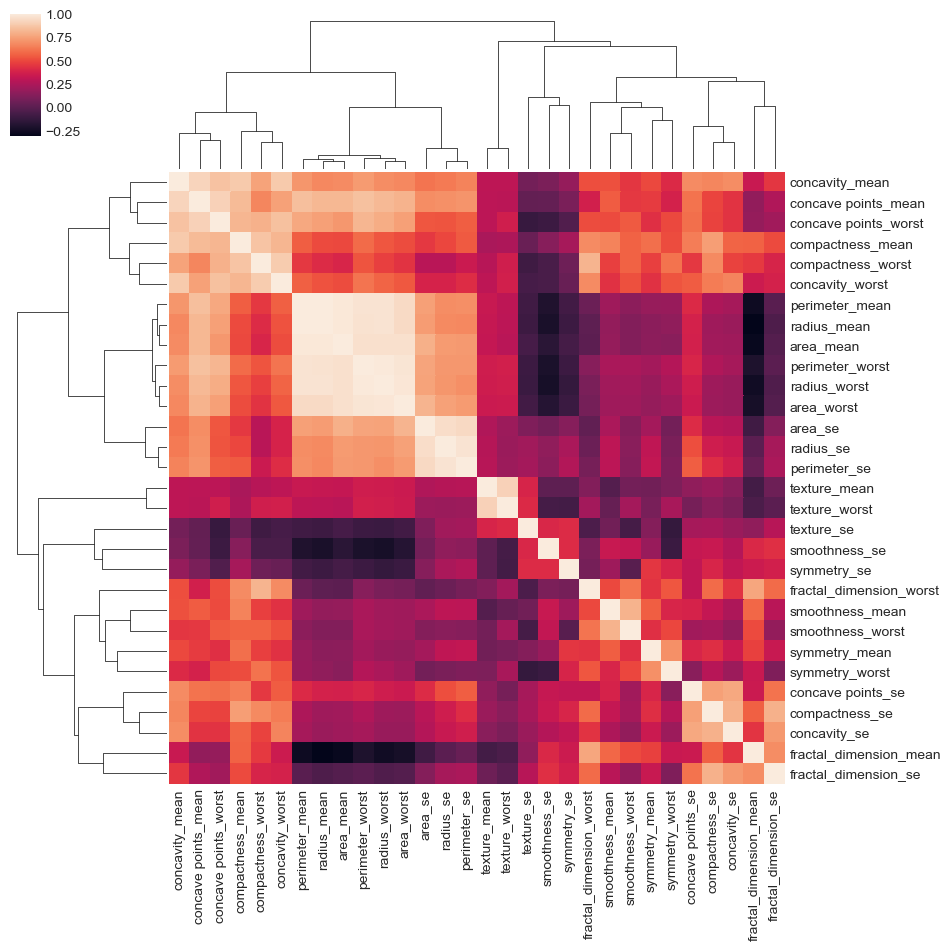 1.00
0.75
0.50
0.25
0.00
−0.25
concavity_mean
concave points_mean
concave points_worst
compactness_mean
compactness_worst
concavity_worst
perimeter_mean
radius_mean
area_mean
perimeter_worst
radius_worst
area_worst
area_se
radius_se
perimeter_se
texture_mean
texture_worst
texture_se
smoothness_se
symmetry_se
fractal_dimension_worst
smoothness_mean
smoothness_worst
symmetry_mean
symmetry_worst
concave points_se
compactness_se
concavity_se
fractal_dimension_mean
fractal_dimension_se
concavity_mean
concave points_mean
concave points_worst
compactness_mean
compactness_worst
concavity_worst
perimeter_mean
radius_mean
area_mean
perimeter_worst
radius_worst
area_worst
area_se
radius_se
perimeter_se
texture_mean
texture_worst
texture_se
smoothness_se
symmetry_se
fractal_dimension_worst
smoothness_mean
smoothness_worst
symmetry_mean
symmetry_worst
concave points_se
compactness_se
concavity_se
fractal_dimension_mean
fractal_dimension_se